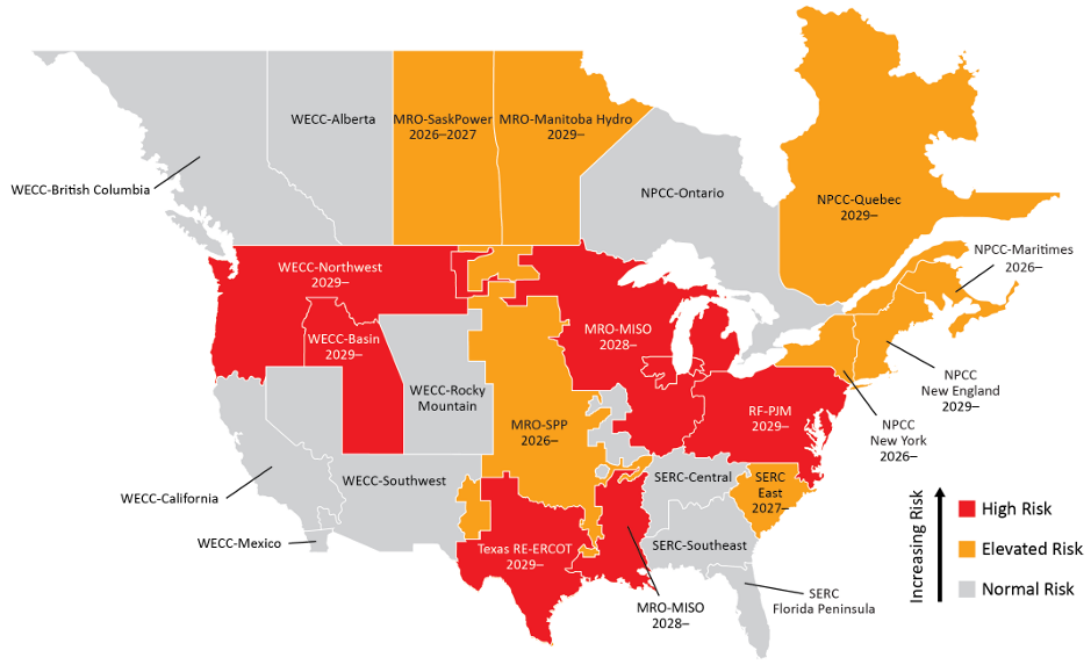 WECC-Alberta
MRO-SaskPower
2026–2027
MRO-Manitoba Hydro
2029–
WECC-British Columbia
NPCC-Ontario
NPCC-Quebec
2029–
NPCC-Maritimes
2026–
WECC-Northwest
2029–
WECC-Basin
2029–
MRO-MISO
2028–
WECC-Rocky
Mountain
NPCC
New England
2029–
RF-PJM
2029–
MRO-SPP
2026–
NPCC
New York
2026–
WECC-Southwest
SERC-Central
SERC
East
2027–
WECC-California
WECC-Mexico
Texas RE-ERCOT
2029–
SERC-Southeast
MRO-MISO
2028–
SERC
Florida Peninsula
Increasing Risk
High Risk
Elevated Risk
Normal Risk